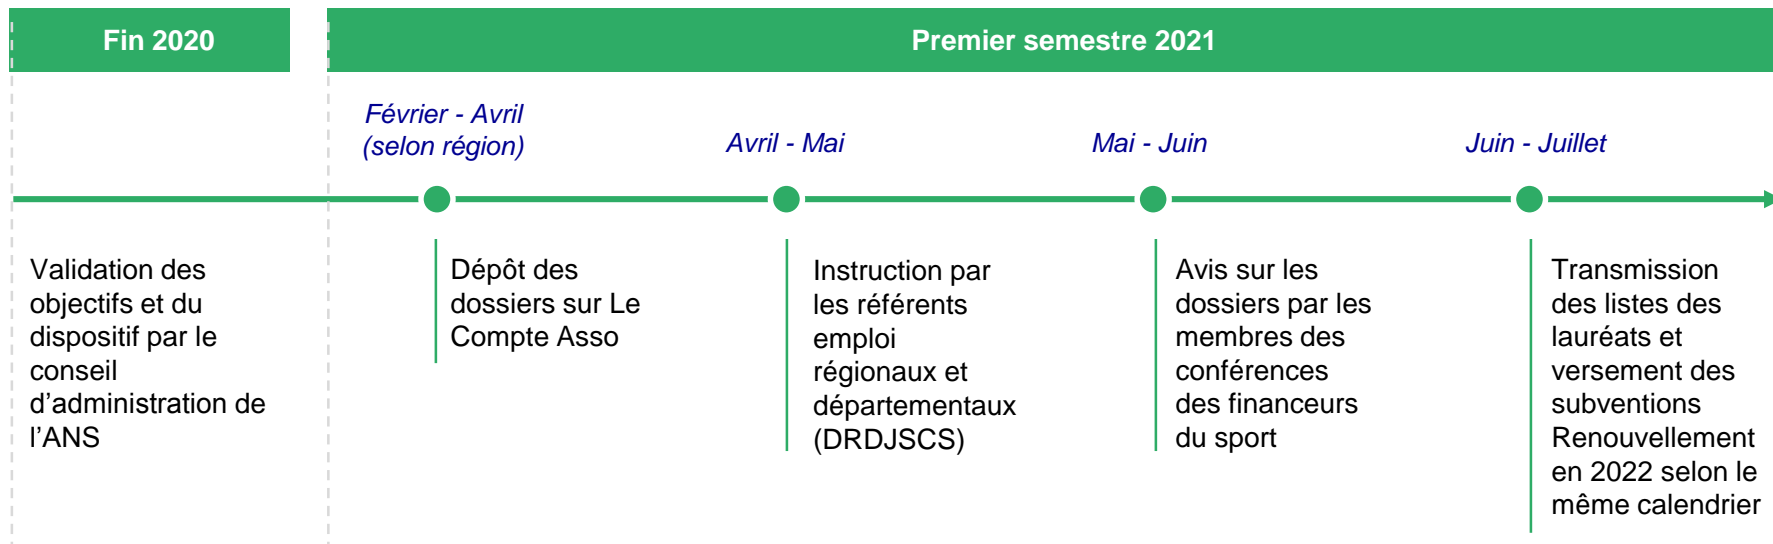 Fin 2020
Premier semestre 2021
Février - Avril
(selon région)
Avril - Mai
Mai - Juin
Juin - Juillet
Validation des
objectifs et du
dispositif par le
conseil
d’administration de
l’ANS
Dépôt des
dossiers sur Le
Compte Asso
Instruction par
les référents
emploi
régionaux et
départementaux
(DRDJSCS)
Avis sur les
dossiers par les
membres des
conférences
des financeurs
du sport
Transmission
des listes des
lauréats et
versement des
subventions
Renouvellement
en 2022 selon le
même calendrier